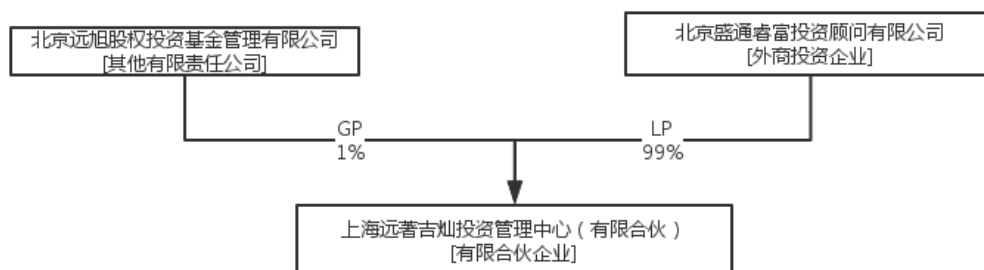 北京远旭股权投资基金管理有限公司
[其他有限责任公司]
北京盛通睿富投资顾问有限公司
[外商投资企业]
GP
1%
LP
99%
上海远著吉灿投资管理中心（有限合伙）
[有限合伙企业]